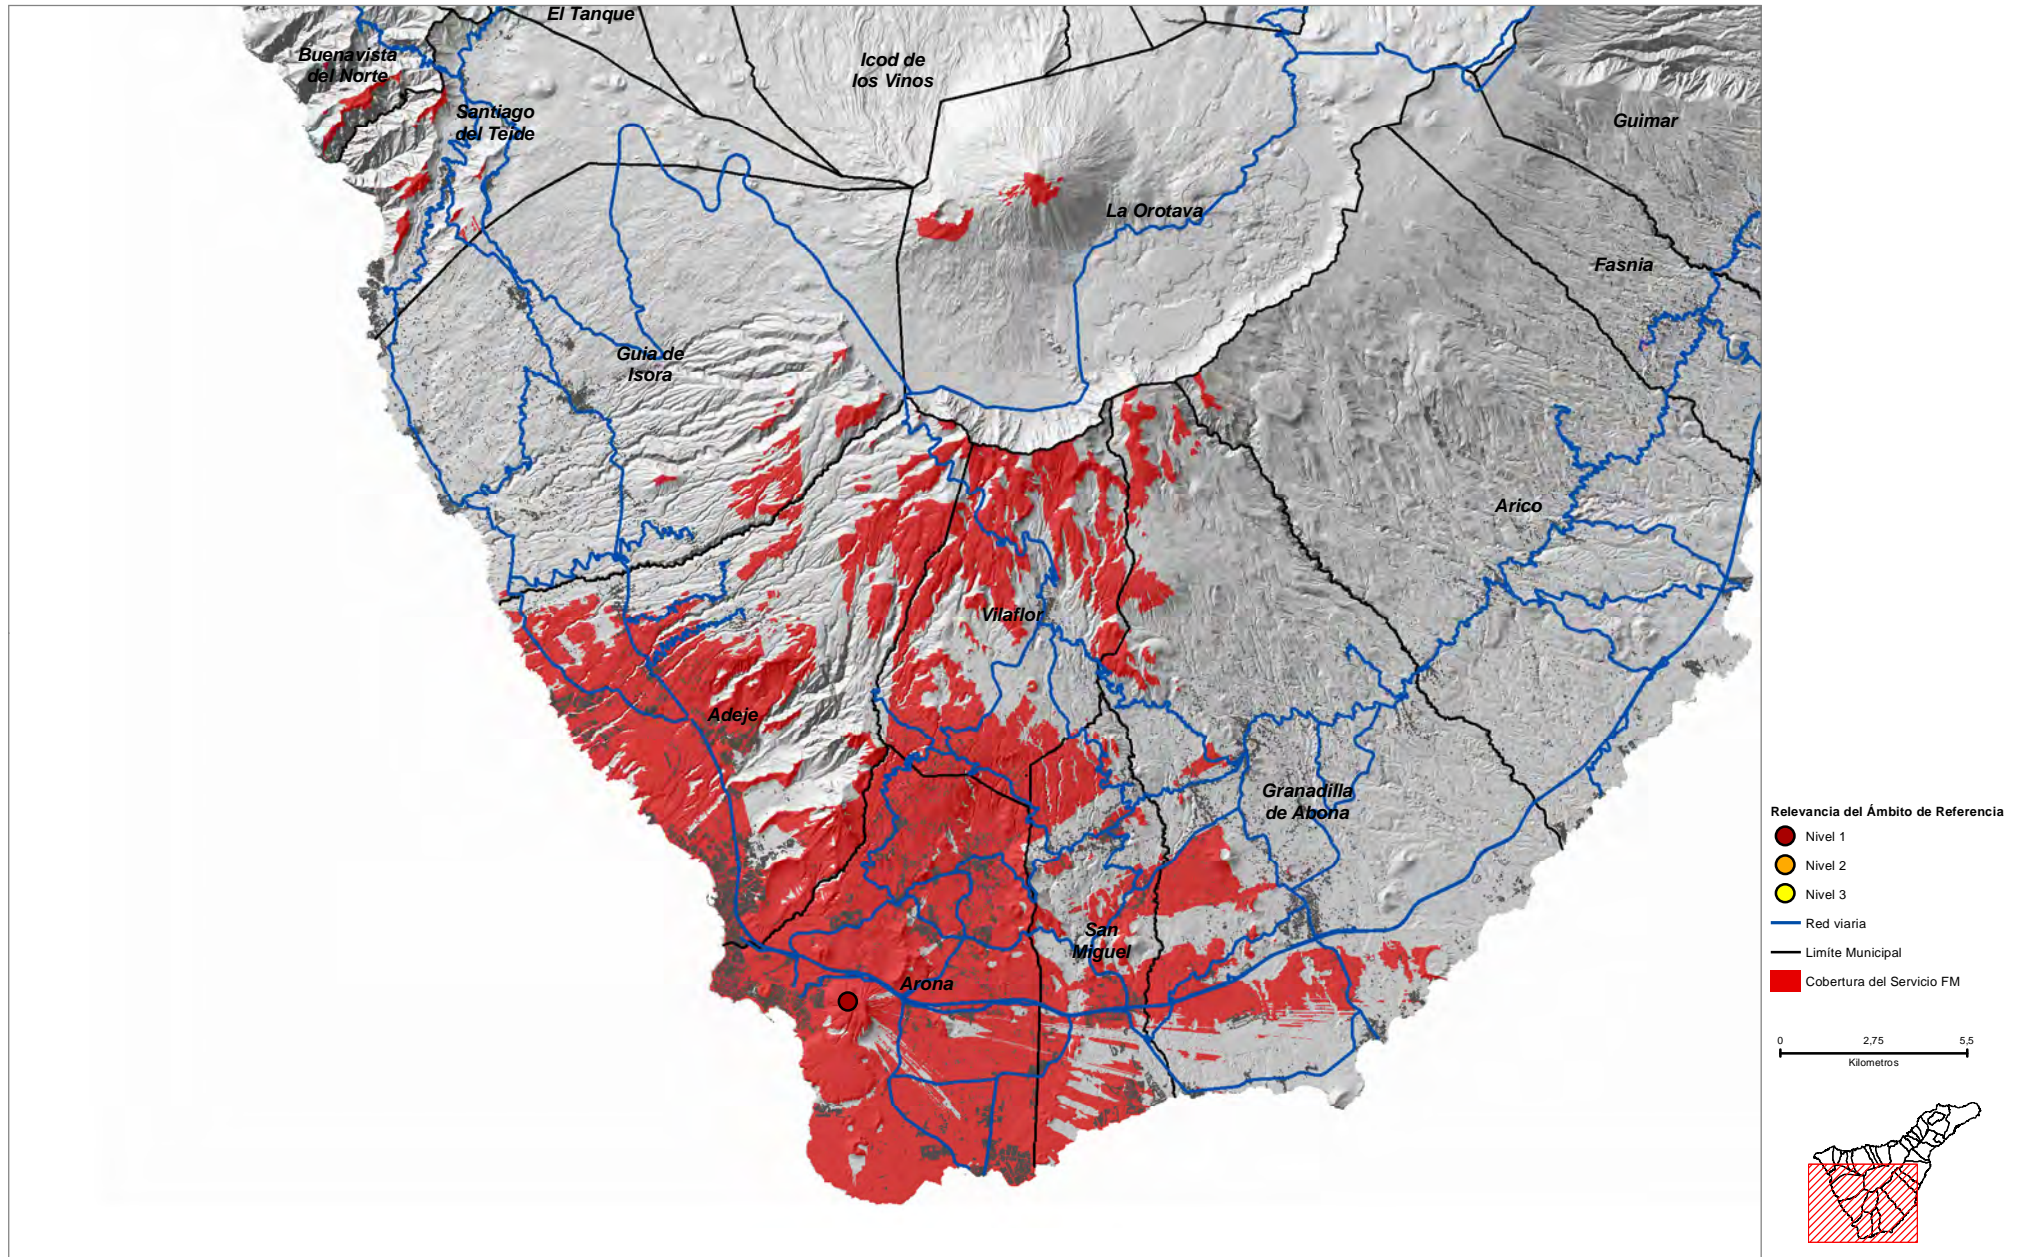 El Tanque
Buenavista
del Norte
Icod de
los Vinos
Santiago
del Teide
Guimar
La Orotava
Fasnia
Guia de
Isora
Arico
Vilaflor
Adeje
Granadilla
de Abona
San
Miguel
Arona
Relevancia del Ámbito de Referencia
Nivel 1
Nivel 2
Nivel 3
Red viaria
Limíte Municipal
Cobertura del Servicio FM
0 2,75 5,5
Kilometros